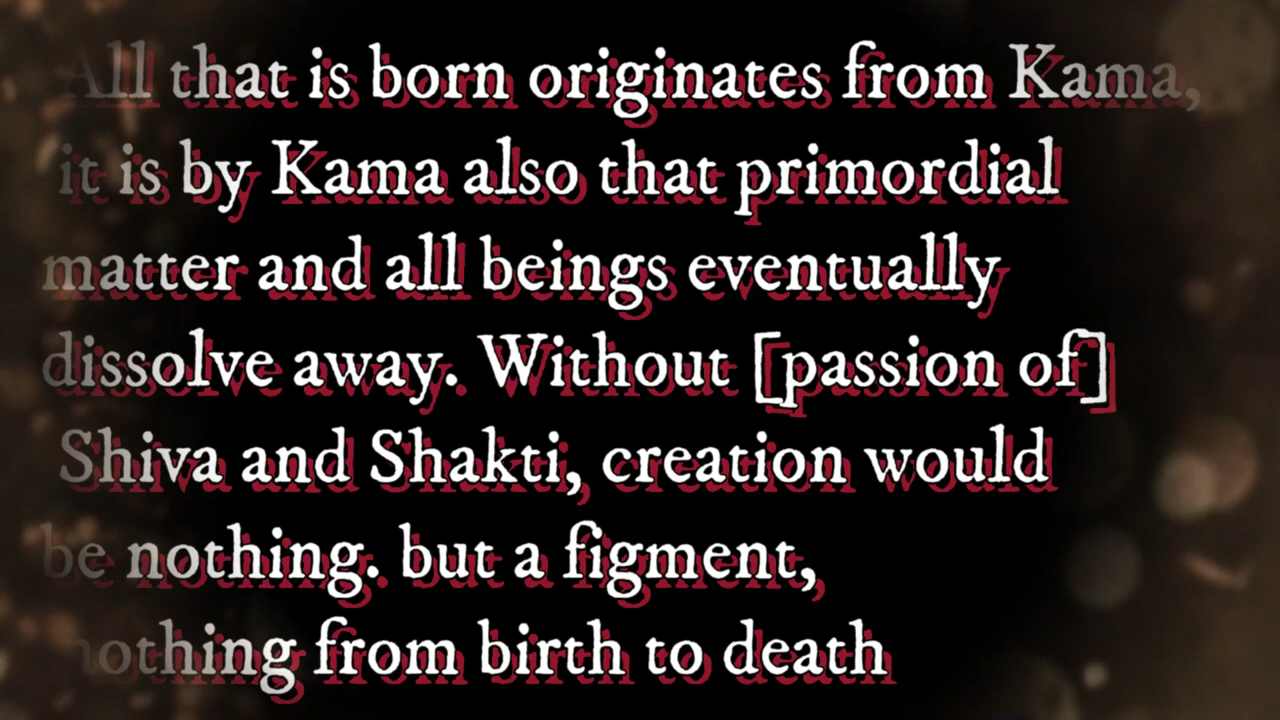 All that is born originates from Kama,
it is by Kama also that primordial
matter and all beings eventually
dissolve away. Without [passion of]
Shiva and Shakti, creation would
be nothing. but a figment,
nothing from birth to death